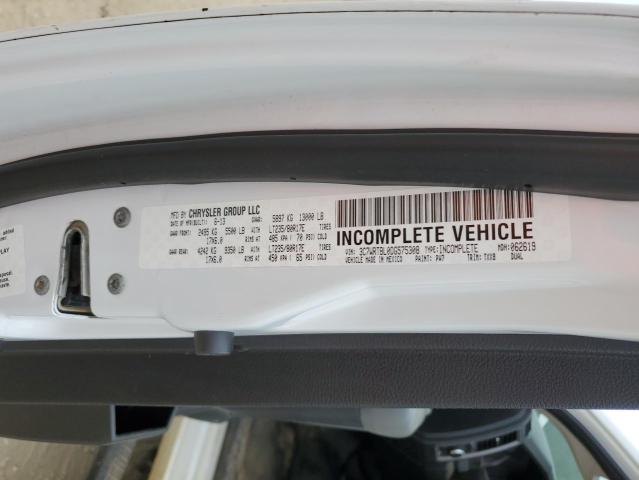 MFD BY CHRYSLER GROUP LLC
DATE OF MFR(BUILT): 6-13 GVWR: 5897 KG 13000 LB
GAWR FRONT: 2495 KG 5500 LB WITH LT235/80R17E TIRES
17X6.0 RIMS AT 485 KPA ( 70 PSI) COLD
GAWR REAR: 4242 KG 9350 LB WITH LT235/80R17E TIRES
17X6.0 RIMS AT 450 KPA ( 65 PSI) COLD
INCOMPLETE VEHICLE
VIN: 3C7WRTBL0DG575308 TYPE:INCOMPLETE MDH:062619
VEHICLE MADE IN MEXICO PAINT: PW7 TRIM: TXX8 DUAL